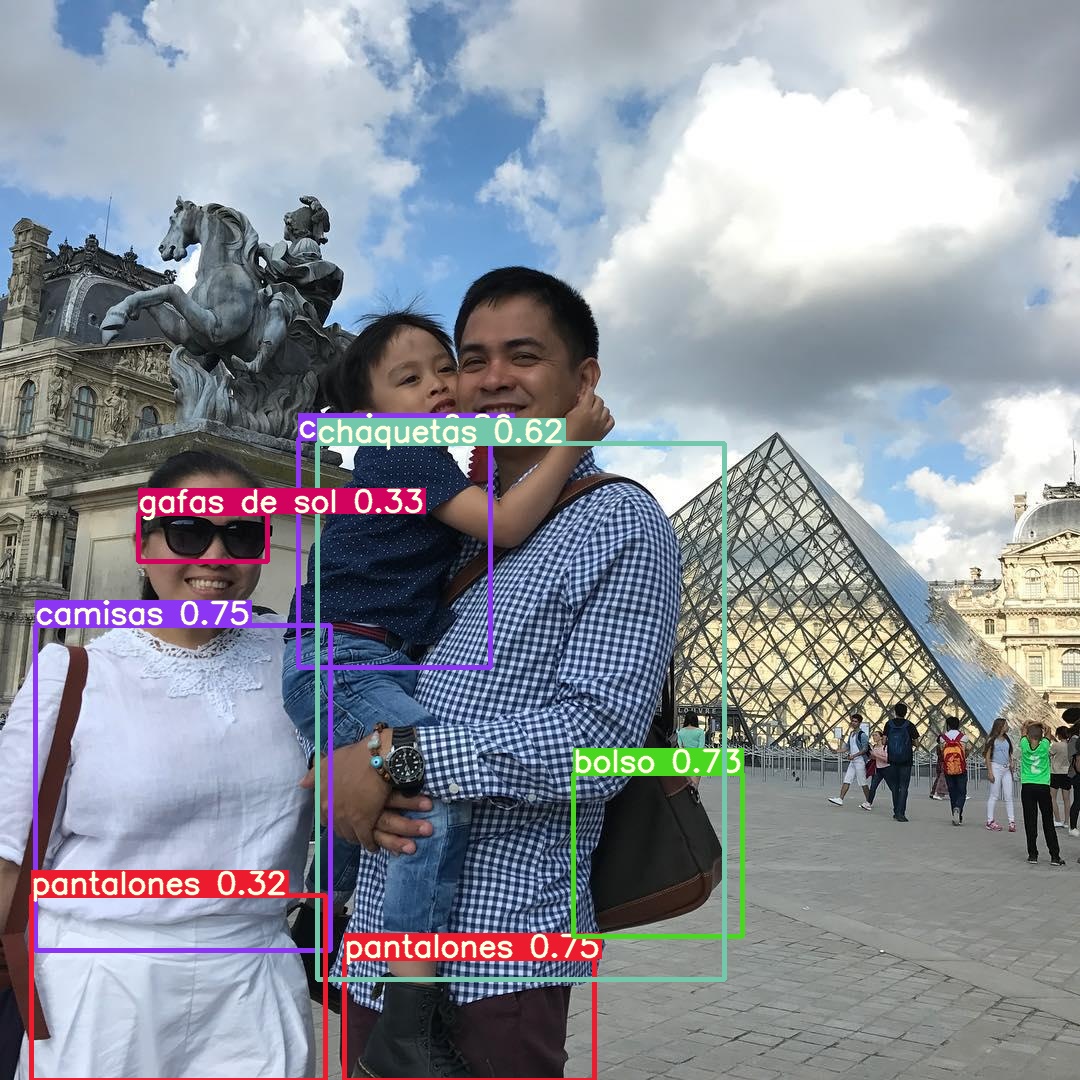 chaquetas 0.62
gafas de sol 0.33
camisas 0.75
bolso 0.73
pantalones 0.32
pantalones 0.75